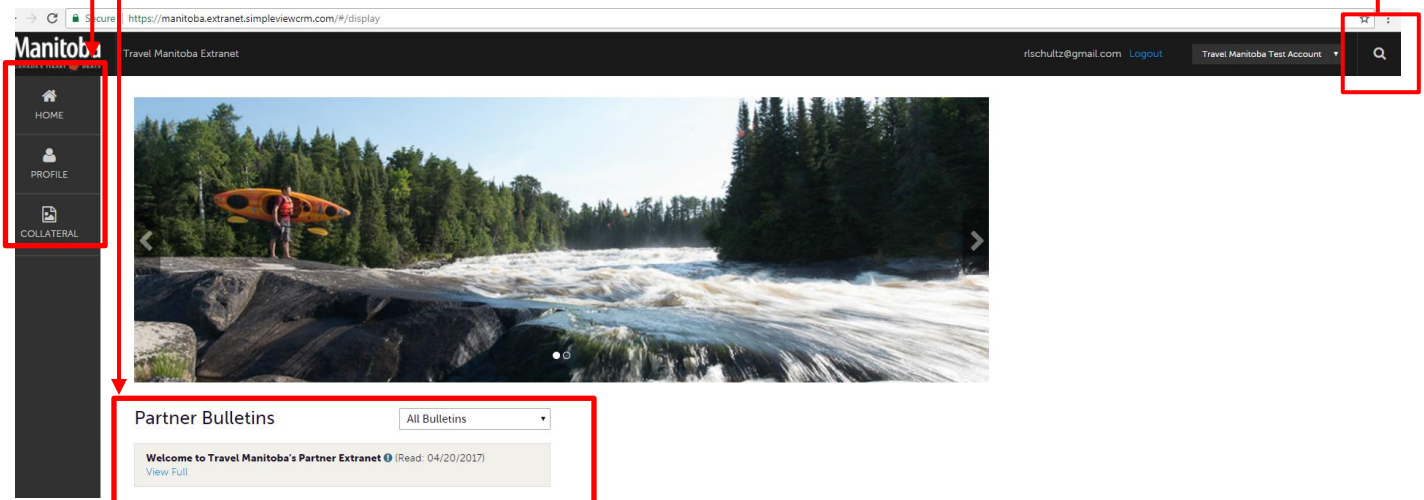 Secure | https://manitoba.extranet.simpleviewcrm.com/#/display
Manitoba
Travel Manitoba Extranet
rlschultz@gmail.com Logout
Travel Manitoba Test Account
HOME
PROFILE
COLLATERAL
Partner Bulletins
All Bulletins
Welcome to Travel Manitoba's Partner Extranet (Read: 04/20/2017)
View Full